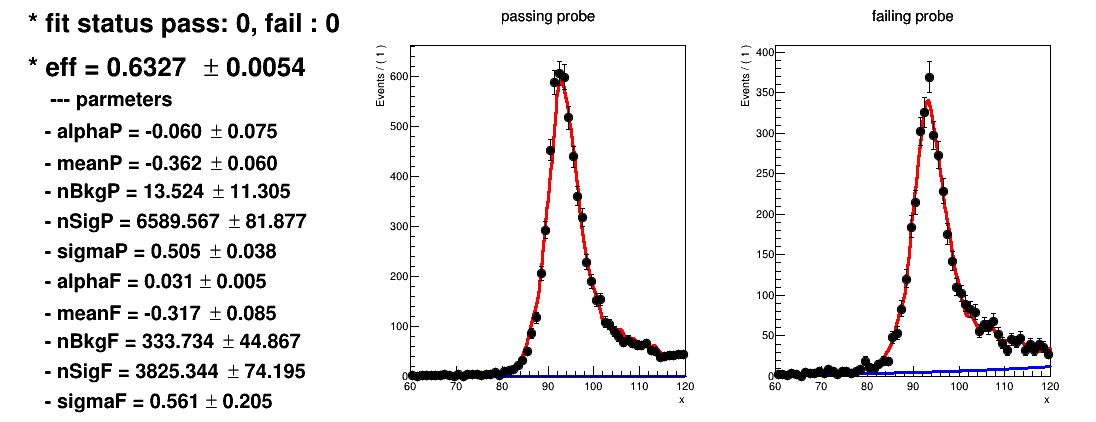 * fit status pass: 0, fail : 0
* eff = 0.6327 ± 0.0054
--- parmeters
- alphaP = -0.060 ± 0.075
- meanP = -0.362 ± 0.060
- nBkgP = 13.524 ± 11.305
- nSigP = 6589.567 ± 81.877
- sigmaP = 0.505 ± 0.038
- alphaF = 0.031 ± 0.005
- meanF = -0.317 ± 0.085
- nBkgF = 333.734 ± 44.867
- nSigF = 3825.344 ± 74.195
- sigmaF = 0.561 ± 0.205
passing probe
Events / ( 1 )
600
500
400
300
200
100
0
60 70 80 90 100 110 120
x
failing probe
Events / ( 1 )
400
350
300
250
200
150
100
50
0
60 70 80 90 100 110 120
x